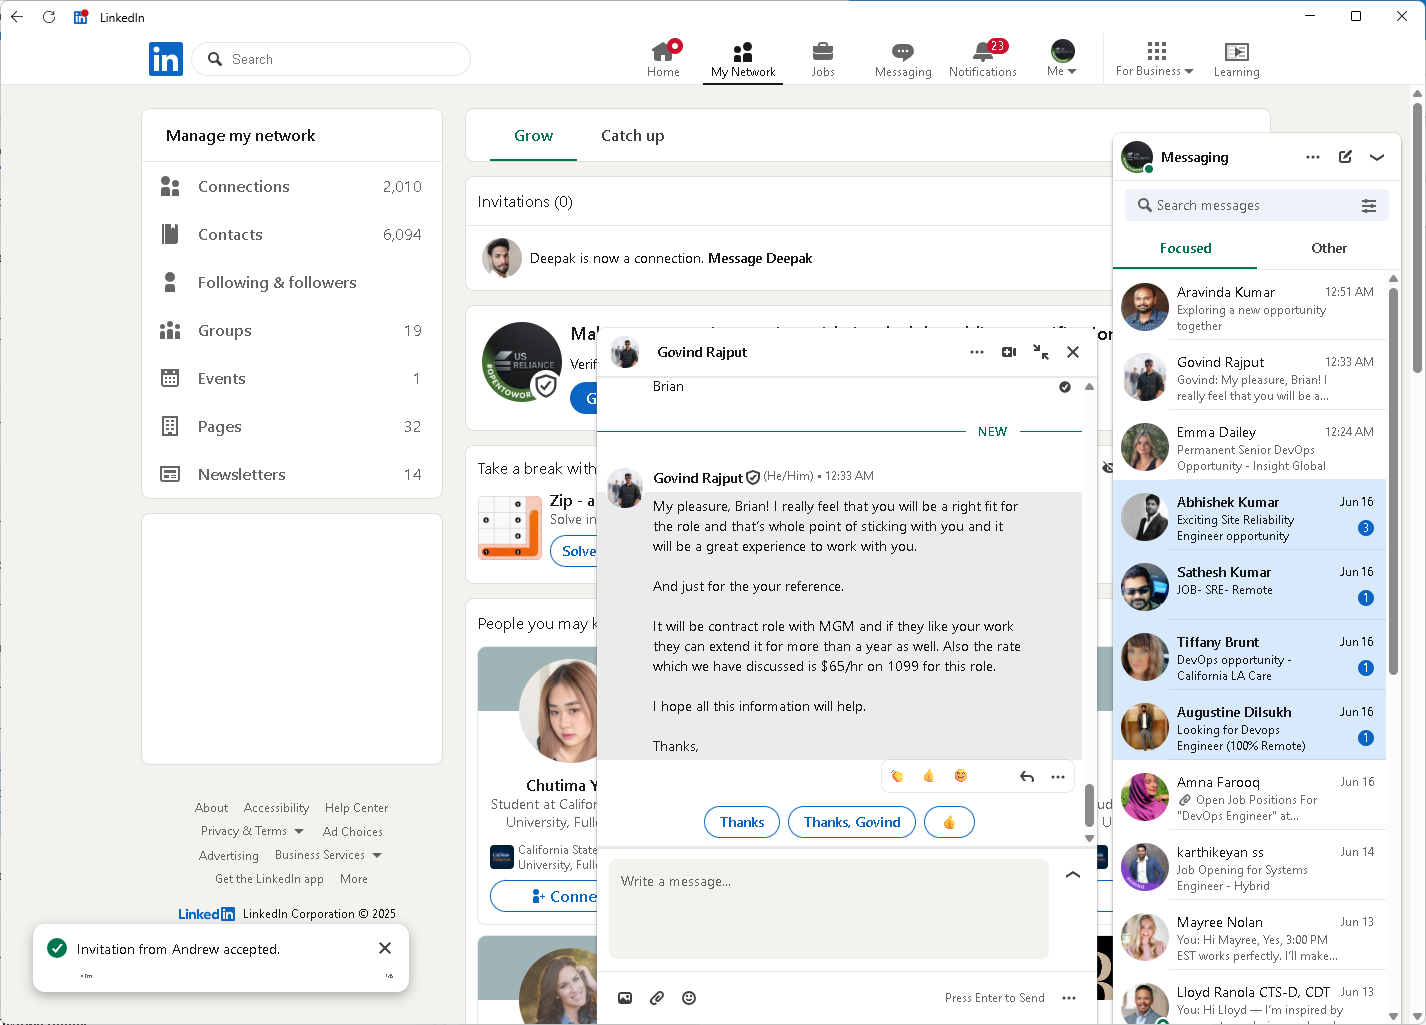 LinkedIn
in
Search
Home
My Network
Jobs
Messaging
23
Notifications
Me
For Business
Learning
Manage my network
Connections 2,010
Contacts 6,094
Following & followers
Groups 19
Events 1
Pages 32
Newsletters 14
About Accessibility Help Center
Privacy & Terms Ad Choices
Advertising Business Services
Get the LinkedIn app More
LinkedIn LinkedIn Corporation © 2025
Invitation from Andrew accepted.
Grow Catch up
Invitations (0)
Deepak is now a connection. Message Deepak
US
RELIANCE
#OPENTOWORK
Verif
G
Take a break with
Zip - a
Solve in
Solve
People you may k
Chutima Y
Student at Califor
University, Fulle
California State
University, Fulle
Conne
Govind Rajput
Brian
NEW
Govind Rajput (He/Him) • 12:33 AM
My pleasure, Brian! I really feel that you will be a right fit for
the role and that's whole point of sticking with you and it
will be a great experience to work with you.
And just for the your reference.
It will be contract role with MGM and if they like your work
they can extend it for more than a year as well. Also the rate
which we have discussed is $65/hr on 1099 for this role.
I hope all this information will help.
Thanks,
Thanks
Thanks, Govind
Write a message...
Press Enter to Send
Messaging
Search messages
Focused Other
Aravinda Kumar 12:51 AM
Exploring a new opportunity
together
Govind Rajput 12:33 AM
Govind: My pleasure, Brian! I
really feel that you will be a...
Emma Dailey 12:24 AM
Permanent Senior DevOps
Opportunity - Insight Global
Abhishek Kumar Jun 16
Exciting Site Reliability
Engineer opportunity 3
Sathesh Kumar Jun 16
JOB- SRE- Remote
1
Tiffany Brunt Jun 16
DevOps opportunity -
California LA Care 1
Augustine Dilsukh Jun 16
Looking for Devops
Engineer (100% Remote) 1
Amna Farooq Jun 16
Open Job Positions For
"DevOps Engineer" at...
karthikeyan ss Jun 14
Job Opening for Systems
Engineer - Hybrid
Mayree Nolan Jun 13
You: Hi Mayree, Yes, 3:00 PM
EST works perfectly. I'll make...
Lloyd Ranola CTS-D, CDT Jun 13
You: Hi Lloyd — I'm inspired by